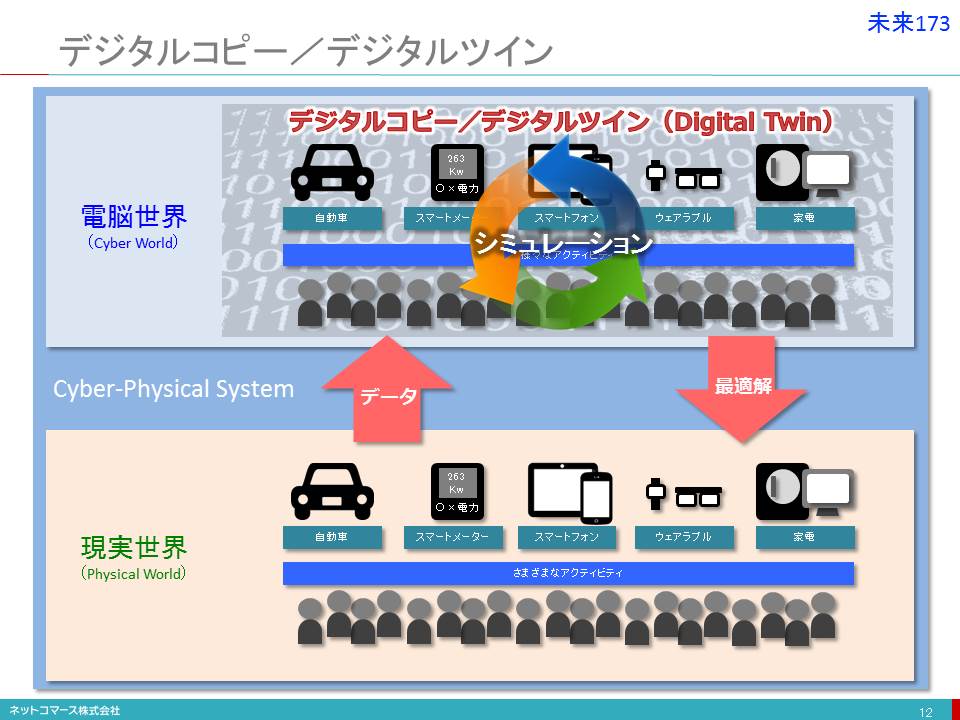 未来173
デジタルコピー／デジタルツイン
デジタルコピー／デジタルツイン（Digital Twin）
電脳世界
（Cyber World）
263
Kw
○×電力
自動車
スマートメーター
スマートフォン
ウェアラブル
家電
シミュレーション
様々なアクティビティ
Cyber-Physical System
データ
最適解
現実世界
（Physical World）
263
Kw
○×電力
自動車
スマートメーター
スマートフォン
ウェアラブル
家電
さまざまなアクティビティ
ネットコマース株式会社
12